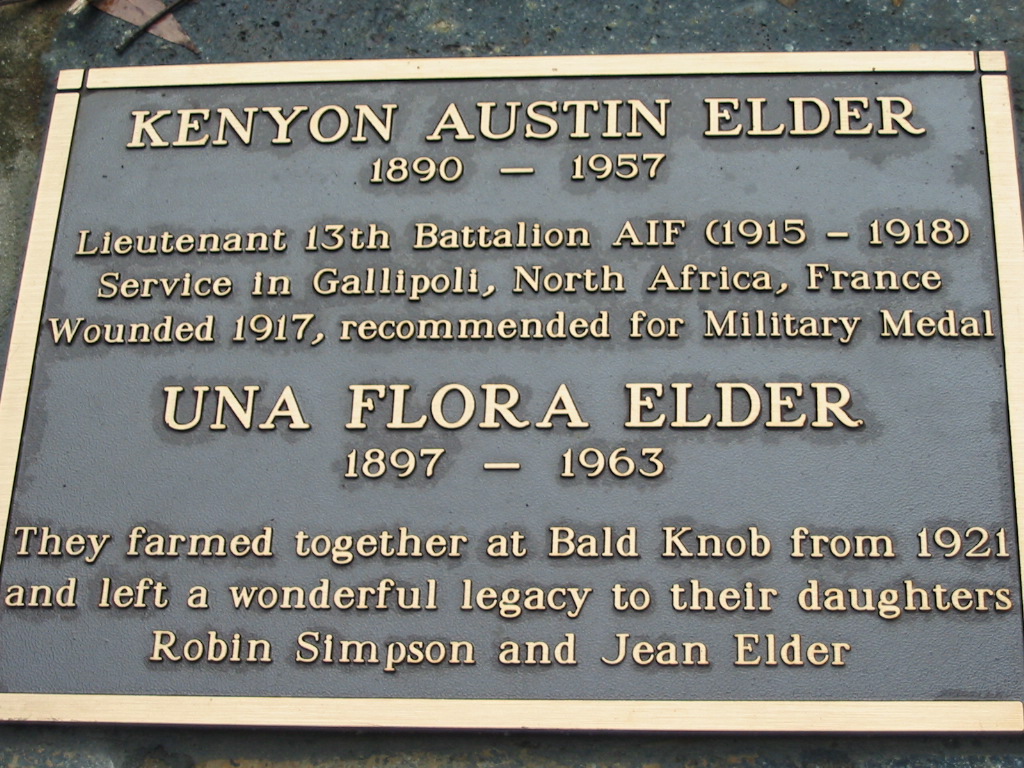 KENYON AUSTIN ELDER
1890 – 1957
Lieutenant 13th Battalion AIF (1915 – 1918)
Service in Gallipoli, North Africa, France
Wounded 1917, recommended for Military Medal
UNA FLORA ELDER
1897 – 1963
They farmed together at Bald Knob from 1921
and left a wonderful legacy to their daughters
Robin Simpson and Jean Elder